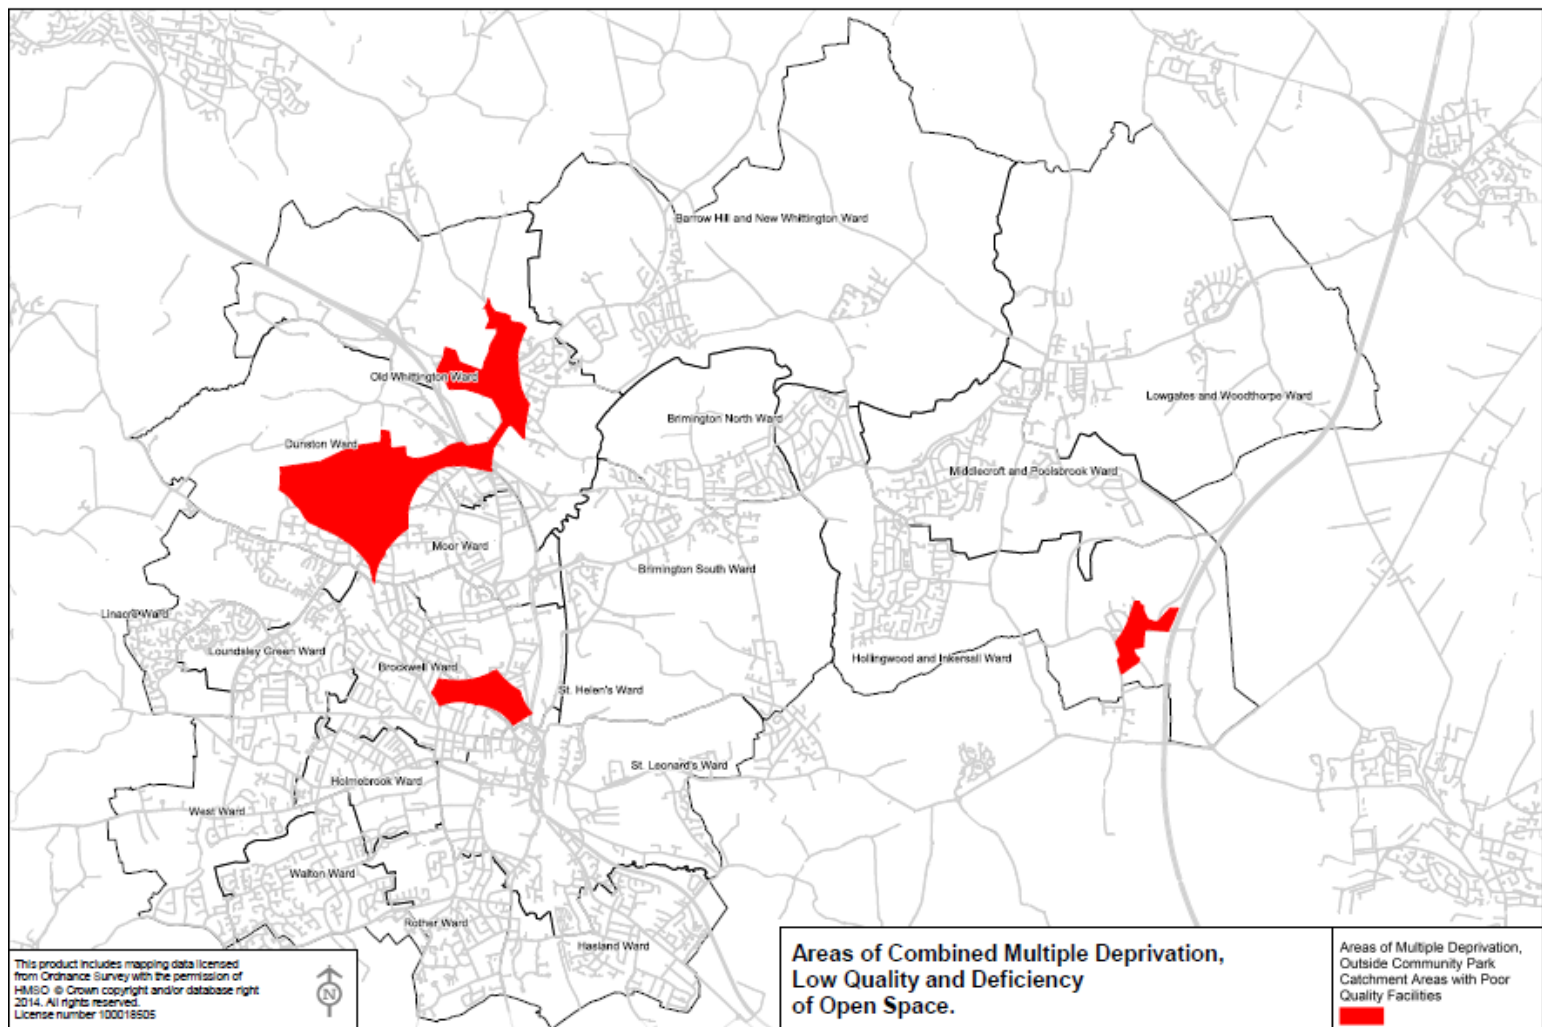 Barrow Hill and New Whittington Ward
Old Whittington Ward
Lowgates and Woodthorpe Ward
Brimington North Ward
Dunston Ward
Middlecroft and Poolsbrook Ward
Moor Ward
Brimington South Ward
Linacre Ward
Loundsley Green Ward
Hollingwood and Inkersall Ward
Brockwell Ward
St. Helen's Ward
St. Leonard's Ward
Holmebrook Ward
West Ward
Walton Ward
Rother Ward
Hasland Ward
This product includes mapping data licensed
from Ordnance Survey with the permission of
HMSO © Crown copyright and/or database right
2014. All rights reserved.
License number 100018505
N
Areas of Combined Multiple Deprivation,
Low Quality and Deficiency
of Open Space.
Areas of Multiple Deprivation,
Outside Community Park
Catchment Areas with Poor
Quality Facilities